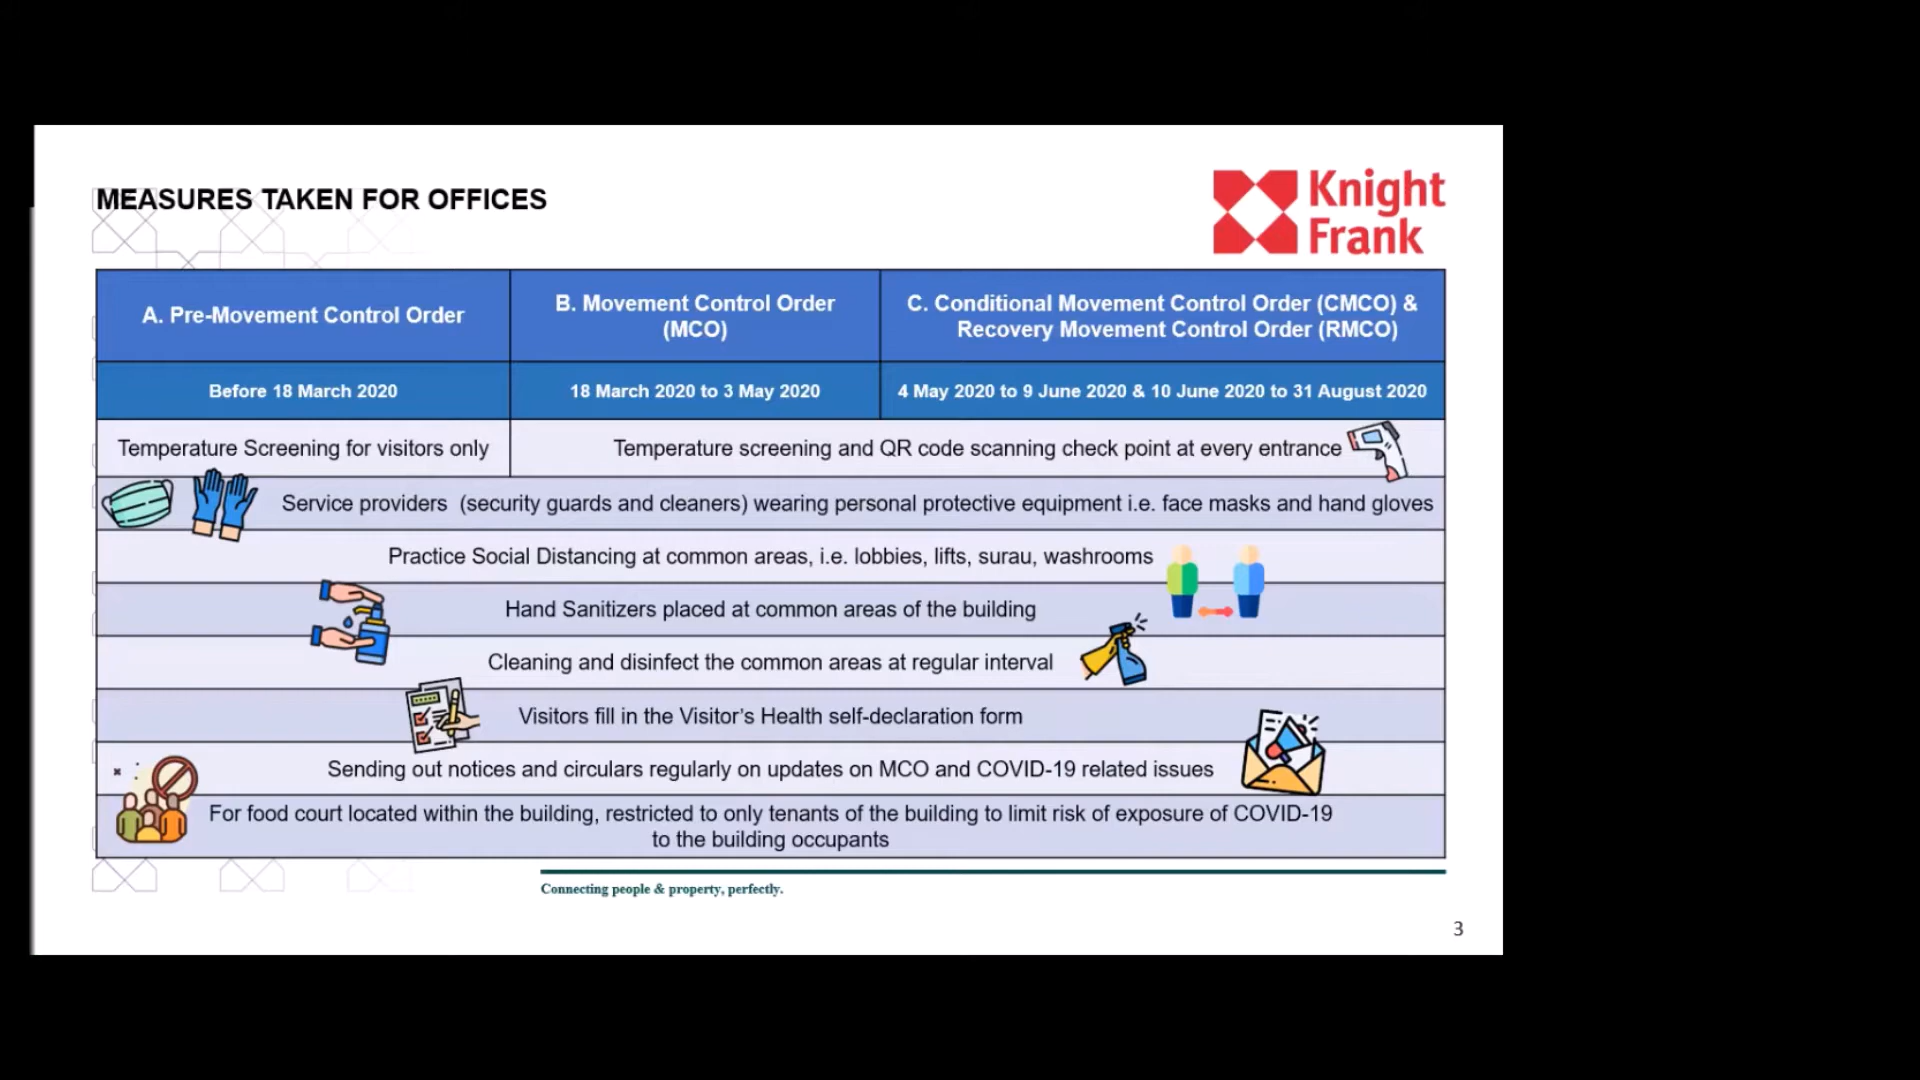 MEASURES TAKEN FOR OFFICES
Knight
Frank
A. Pre-Movement Control Order
B. Movement Control Order
(MCO)
C. Conditional Movement Control Order (CMCO) &
Recovery Movement Control Order (RMCO)
Before 18 March 2020
18 March 2020 to 3 May 2020
4 May 2020 to 9 June 2020 & 10 June 2020 to 31 August 2020
Temperature Screening for visitors only
Temperature screening and QR code scanning check point at every entrance
Service providers (security guards and cleaners) wearing personal protective equipment i.e. face masks and hand gloves
Practice Social Distancing at common areas, i.e. lobbies, lifts, surau, washrooms
Hand Sanitizers placed at common areas of the building
Cleaning and disinfect the common areas at regular interval
Visitors fill in the Visitor’s Health self-declaration form
Sending out notices and circulars regularly on updates on MCO and COVID-19 related issues
For food court located within the building, restricted to only tenants of the building to limit risk of exposure of COVID-19
to the building occupants
Connecting people & property, perfectly.
3